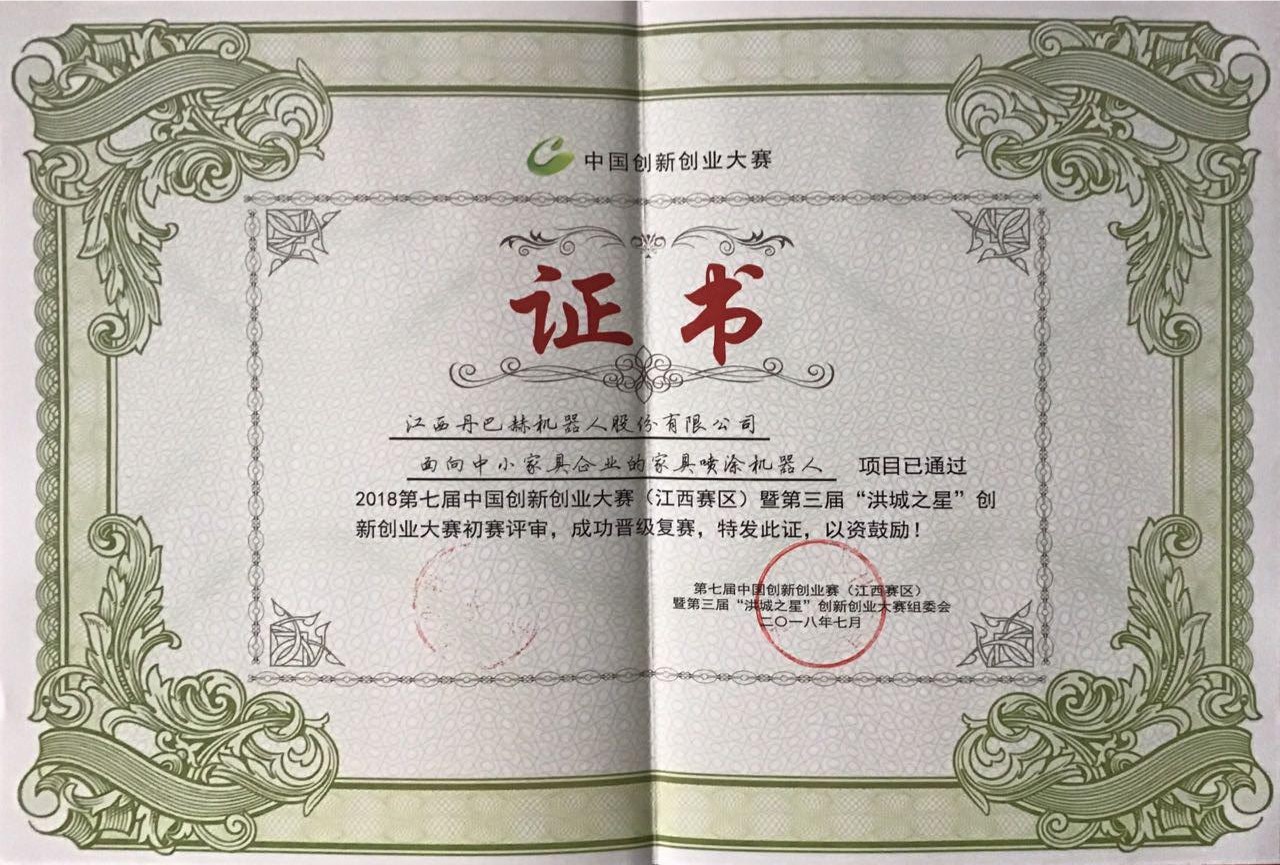 中国创新创业大赛
证书
江西丹巴赫机器人股份有限公司
面向中小家具企业的家具喷涂机器人 项目已通过
2018第七届中国创新创业大赛（江西赛区）暨第三届“洪城之星”创
新创业大赛初赛评审，成功晋级复赛，特发此证，以资鼓励！
第七届中国创新创业赛（江西赛区）
暨第三届“洪城之星”创新创业大赛组委会
二〇一八年七月